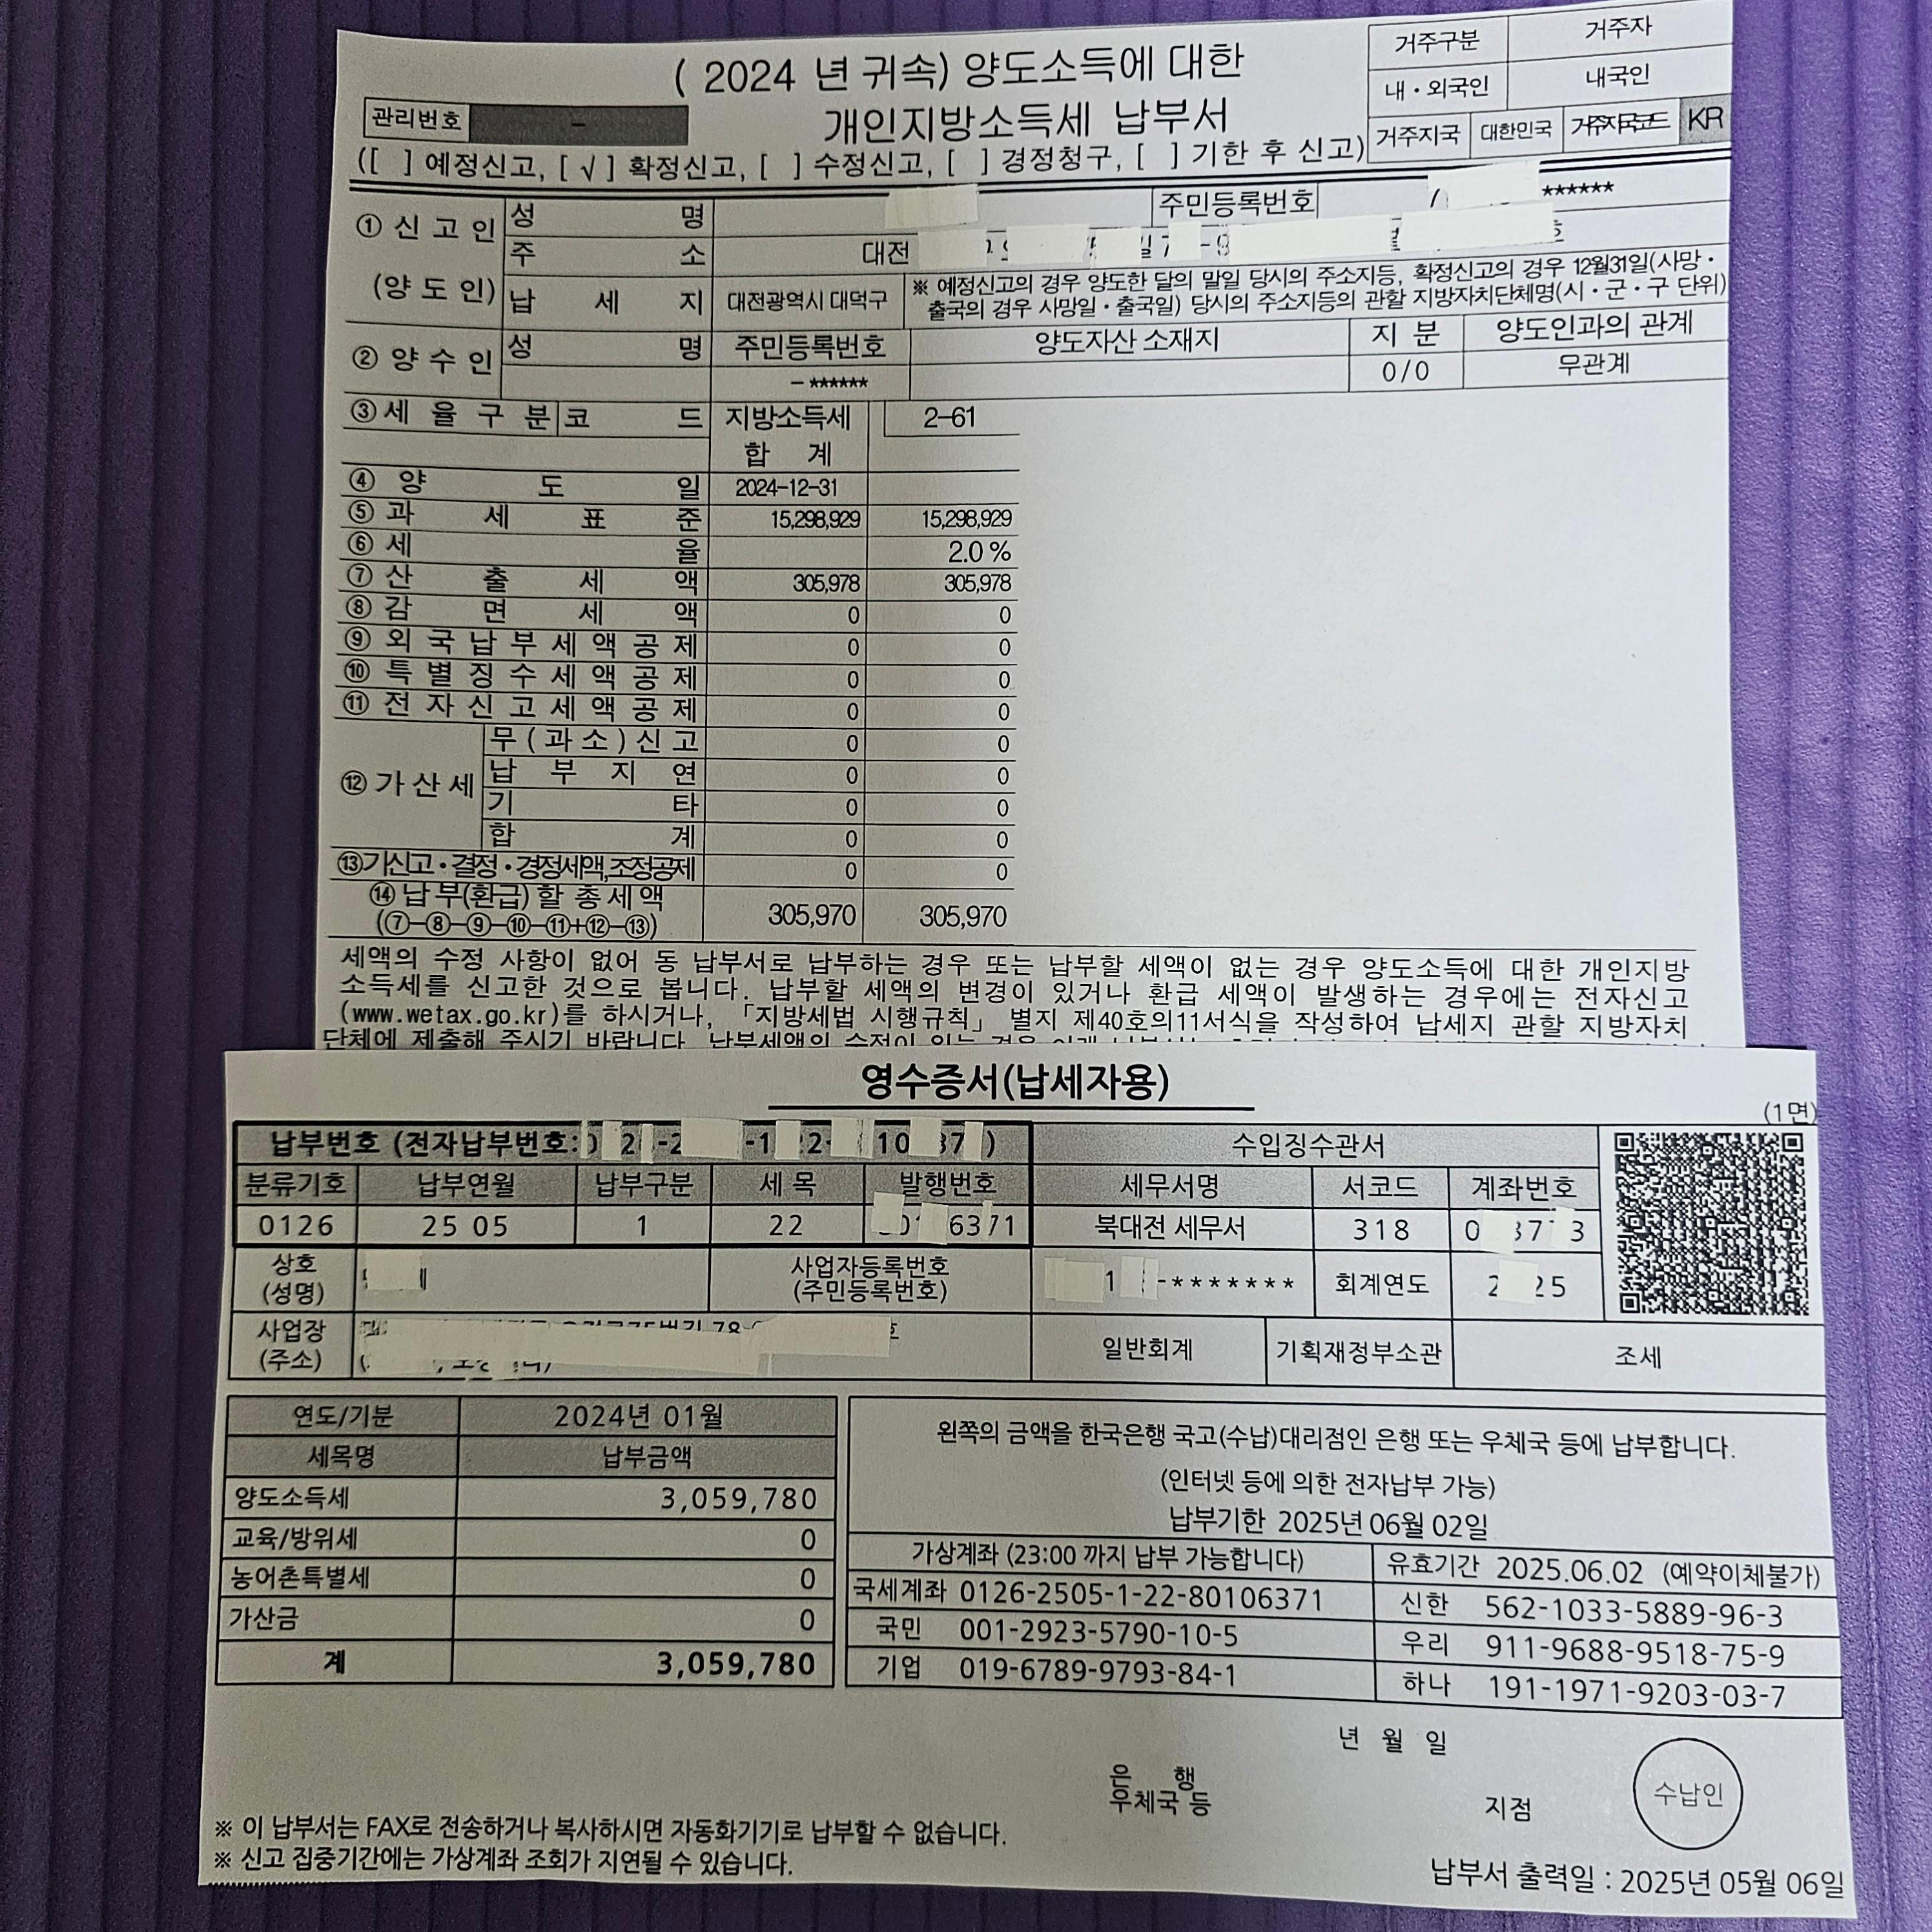 ( 2024 년 귀속) 양도소득에 대한
개인지방소득세 납부서
거주구분 거주자
내・외국인 내국인
거주지국 대한민국 거주지국코드 KR
관리번호 -
([ ] 예정신고, [√] 확정신고, [ ] 수정신고, [ ] 경정청구, [ ] 기한 후 신고)
① 신고인
(양도인)
성 명 주민등록번호 ******
주 소 대전
납 세 지 대전광역시 대덕구 ※ 예정신고의 경우 양도한 달의 말일 당시의 주소지등, 확정신고의 경우 12월31일(사망・
출국의 경우 사망일・출국일) 당시의 주소지등의 관할 지방자치단체명(시・군・구 단위)
② 양수인 성 명 주민등록번호 양도자산 소재지 지 분 양도인과의 관계
-****** 0/0 무관계
③ 세 율 구 분 코 드 지방소득세 2-61
합 계
④ 양 도 일 2024-12-31
⑤ 과 세 표 준 15,298,929 15,298,929
⑥ 세 율 2.0 %
⑦ 산 출 세 액 305,978 305,978
⑧ 감 면 세 액 0 0
⑨ 외 국 납 부 세 액 공 제 0 0
⑩ 특 별 징 수 세 액 공 제 0 0
⑪ 전 자 신 고 세 액 공 제 0 0
⑫ 가 산 세 무 ( 과 소 ) 신 고 0 0
납 부 지 연 0 0
기 타 0 0
합 계 0 0
⑬기신고・결정・경정세액,조정공제 0 0
⑭ 납 부(환급) 할 총 세 액
(⑦-⑧-⑨-⑩-⑪+⑫-⑬) 305,970 305,970
세액의 수정 사항이 없어 동 납부서로 납부하는 경우 또는 납부할 세액이 없는 경우 양도소득에 대한 개인지방
소득세를 신고한 것으로 봅니다. 납부할 세액의 변경이 있거나 환급 세액이 발생하는 경우에는 전자신고
(www.wetax.go.kr)를 하시거나, 「지방세법 시행규칙」 별지 제40호의11서식을 작성하여 납세지 관할 지방자치
단체에 제출해 주시기 바랍니다.
영수증서(납세자용)
(1면)
납부번호 (전자납부번호: ) 수입징수관서
분류기호 납부연월 납부구분 세 목 발행번호 세무서명 서코드 계좌번호
0126 25 05 1 22 북대전 세무서 318
상호
(성명)
사업자등록번호
(주민등록번호)
-*******
회계연도
사업장
(주소)
일반회계 기획재정부소관 조세
연도/기분 2024년 01월
세목명 납부금액
양도소득세 3,059,780
교육/방위세 0
농어촌특별세 0
가산금 0
계 3,059,780
왼쪽의 금액을 한국은행 국고(수납)대리점인 은행 또는 우체국 등에 납부합니다.
(인터넷 등에 의한 전자납부 가능)
납부기한 2025년 06월 02일
가상계좌 (23:00 까지 납부 가능합니다) 유효기간 2025.06.02 (예약이체불가)
국세계좌 0126-2505-1-22-80106371 신한 562-1033-5889-96-3
국민 001-2923-5790-10-5 우리 911-9688-9518-75-9
기업 019-6789-9793-84-1 하나 191-1971-9203-03-7
년 월 일
은 행
우체국 등
지점
수납인
※ 이 납부서는 FAX로 전송하거나 복사하시면 자동화기기로 납부할 수 없습니다.
※ 신고 집중기간에는 가상계좌 조회가 지연될 수 있습니다.
납부서 출력일 : 2025년 05월 06일